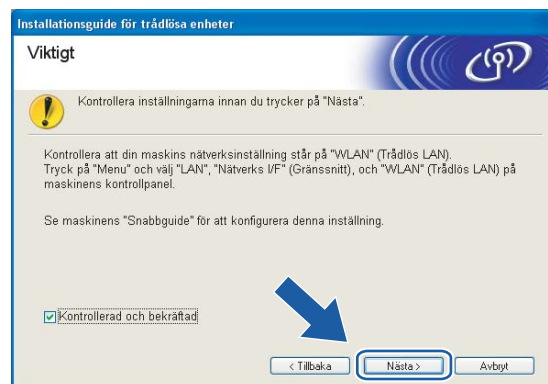 Installationsguide för trådlösa enheter
Viktigt
Kontrollera inställningarna innan du trycker på "Nästa".
Kontrollera att din maskins nätverksinställning står på "WLAN" (Trådlös LAN).
Tryck på "Menu" och välj "LAN", "Nätverks I/F" (Gränssnitt), och "WLAN" (Trådlös LAN) på
maskinens kontrollpanel.
Se maskinens "Snabbguide" för att konfigurera denna inställning.
Kontrollerad och bekräftad
< Tillbaka
Nästa >
Avbryt